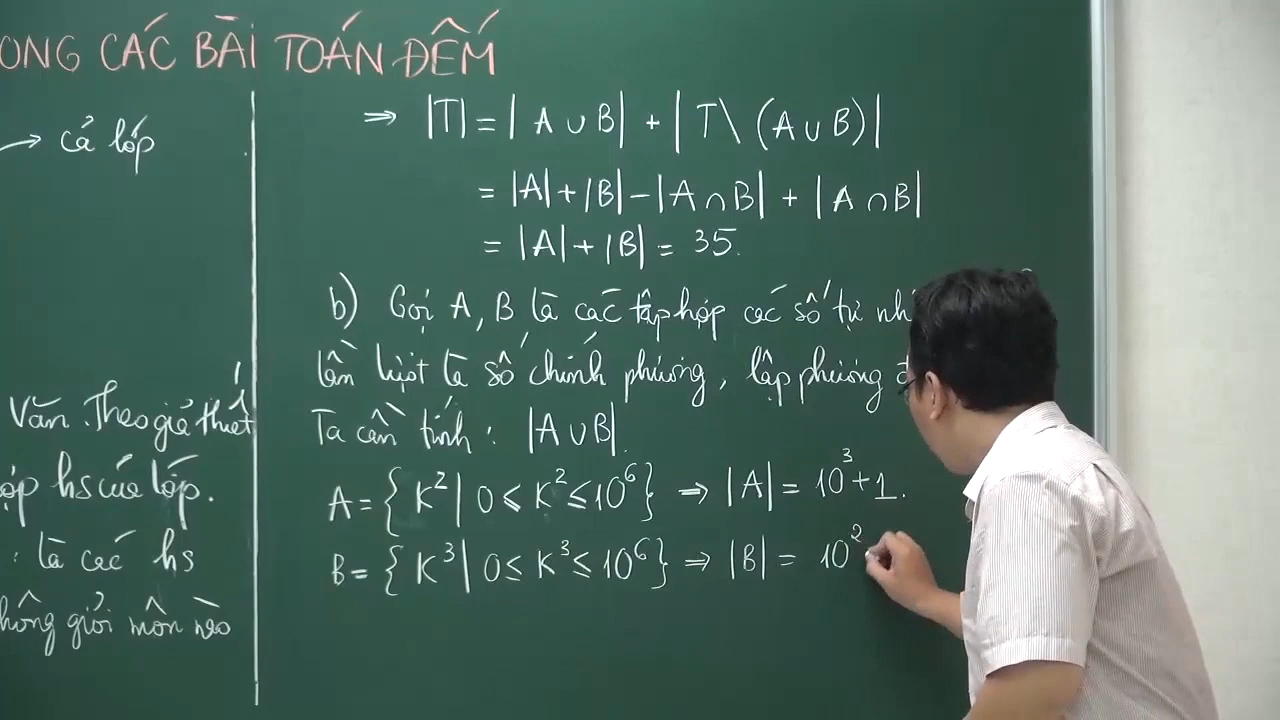 ONG CÁC BÀI TOÁN ĐẾM
→ cả lớp
Văn. Theo giả thiết
ớp hs của lớp.
: là các hs
không giỏi môn nào
⇒ |T| = | A ∪ B| + | T\ (A ∪ B)|
= |A| + |B| - |A ∩ B| + | A ∩ B|
= |A| + |B| = 35.
b) Gọi A, B là các tập hợp các số tự nh
lần lượt là số chính phương, lập phương
Ta cần tính: |A ∪ B|.
A = { K² | 0 ≤ K² ≤ 10⁶ } ⇒ |A| = 10³ + 1.
B = { K³ | 0 ≤ K³ ≤ 10⁶ } ⇒ |B| = 10²